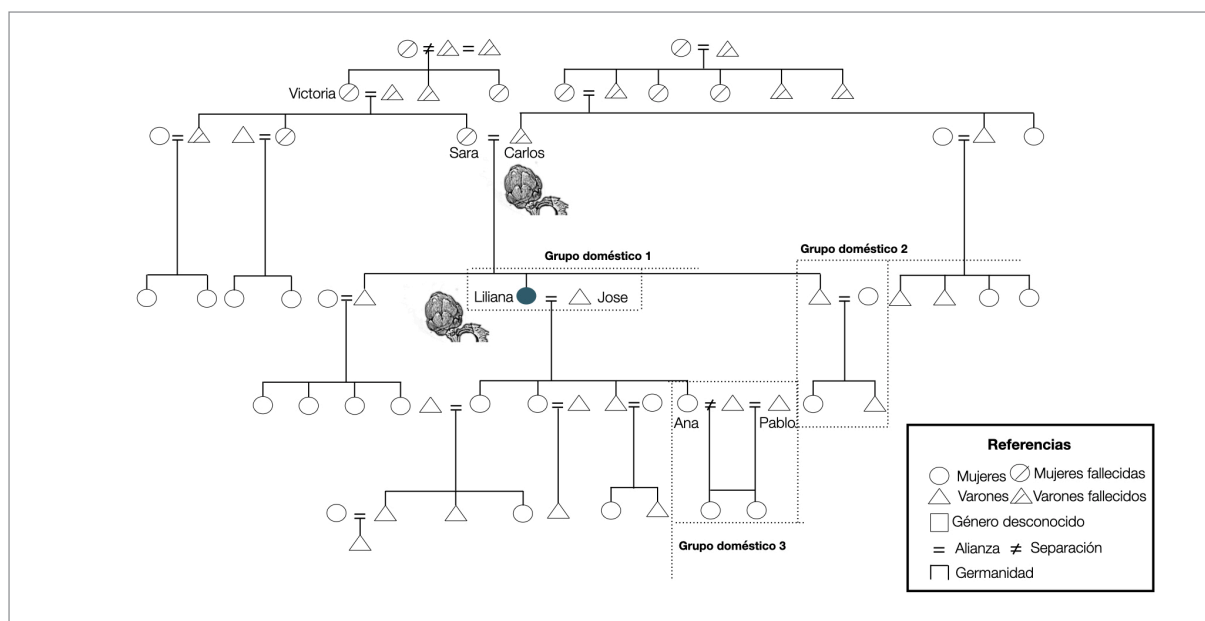 Victoria
Sara
Carlos
Grupo doméstico 1
Grupo doméstico 2
Liliana
Jose
Ana
Pablo
Grupo doméstico 3
Referencias
Mujeres
Mujeres fallecidas
Varones
Varones fallecidos
Género desconocido
= Alianza ≠ Separación
Germanidad